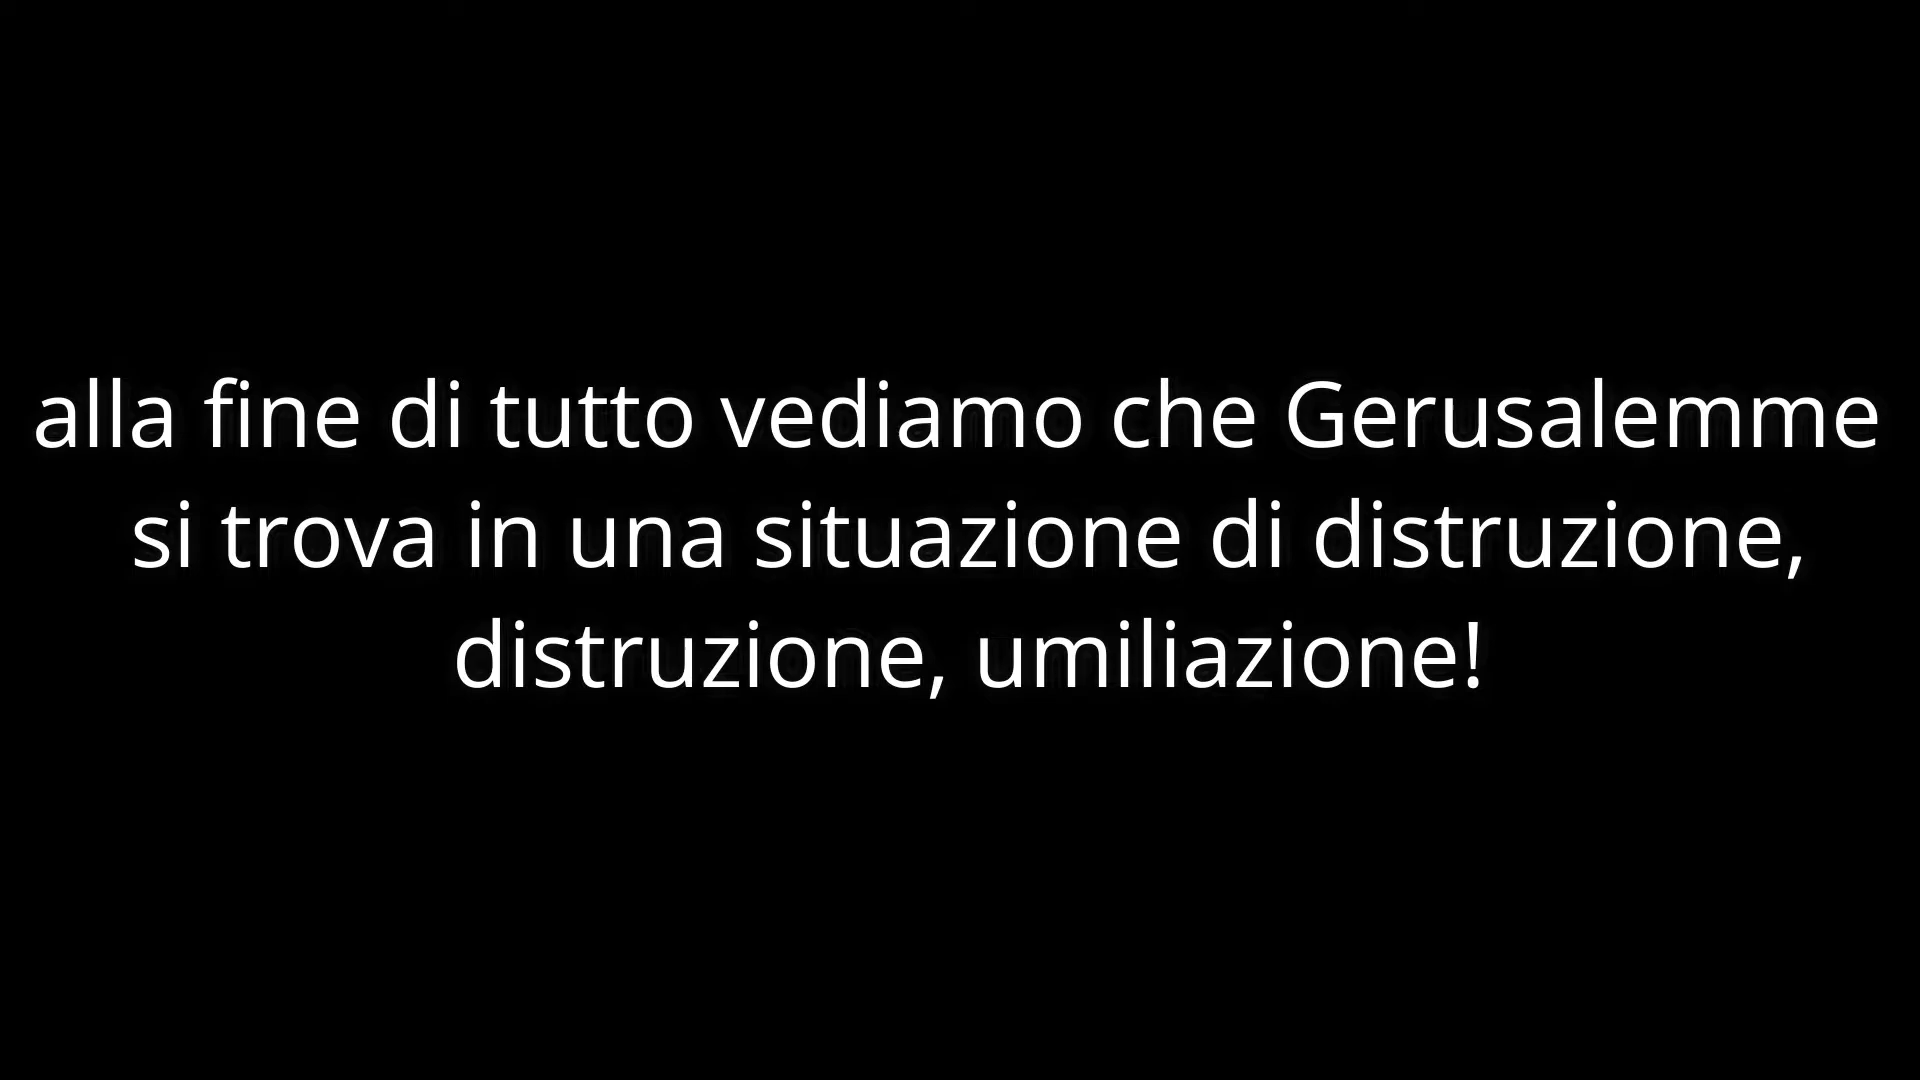 alla fine di tutto vediamo che Gerusalemme
si trova in una situazione di distruzione,
distruzione, umiliazione!